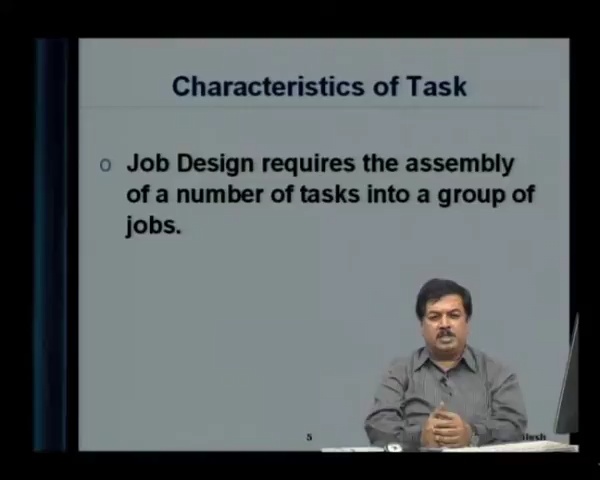 Characteristics of Task
o Job Design requires the assembly
of a number of tasks into a group of
jobs.
5